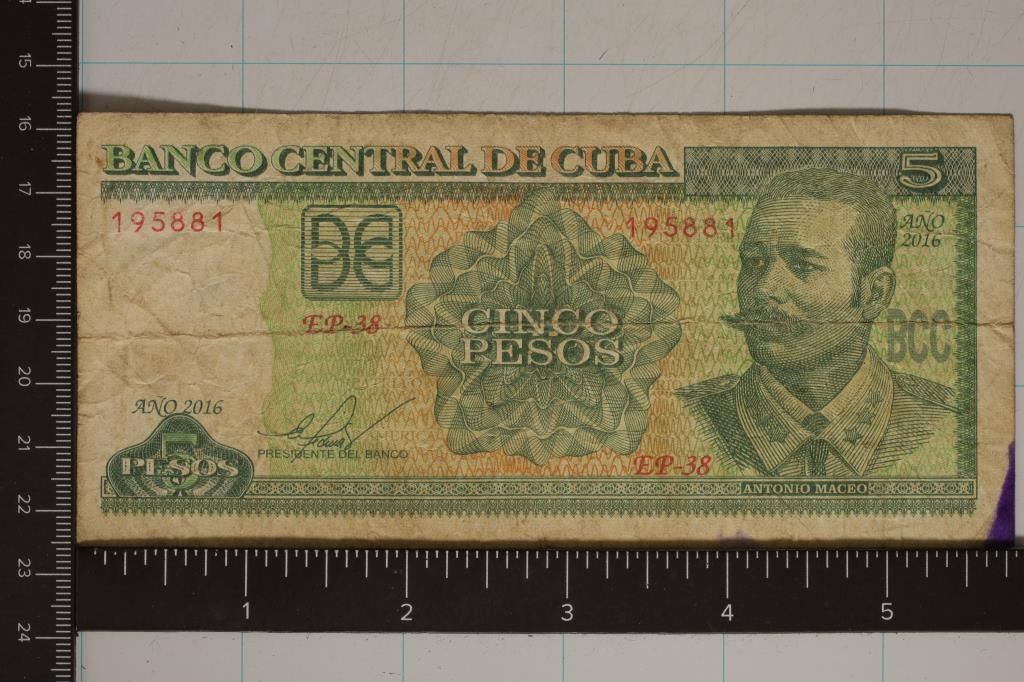 BANCO CENTRAL DE CUBA
5
195881
195881
AÑO
2016
EP-38
CINCO
PESOS
BCC
AÑO 2016
PRESIDENTE DEL BANCO
5
PESOS
EP-38
ANTONIO MACEO
15
16
17
18
19
20
21
22
23
24
1
2
3
4
5